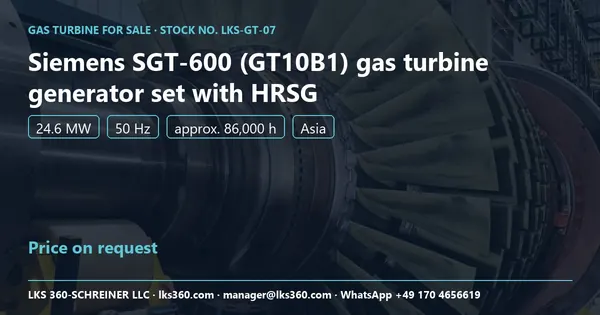 GAS TURBINE FOR SALE · STOCK NO. LKS-GT-07
Siemens SGT-600 (GT10B1) gas turbine
generator set with HRSG
24.6 MW 50 Hz approx. 86,000 h Asia
Price on request
LKS 360-SCHREINER LLC · lks360.com · manager@lks360.com · WhatsApp +49 170 4656619